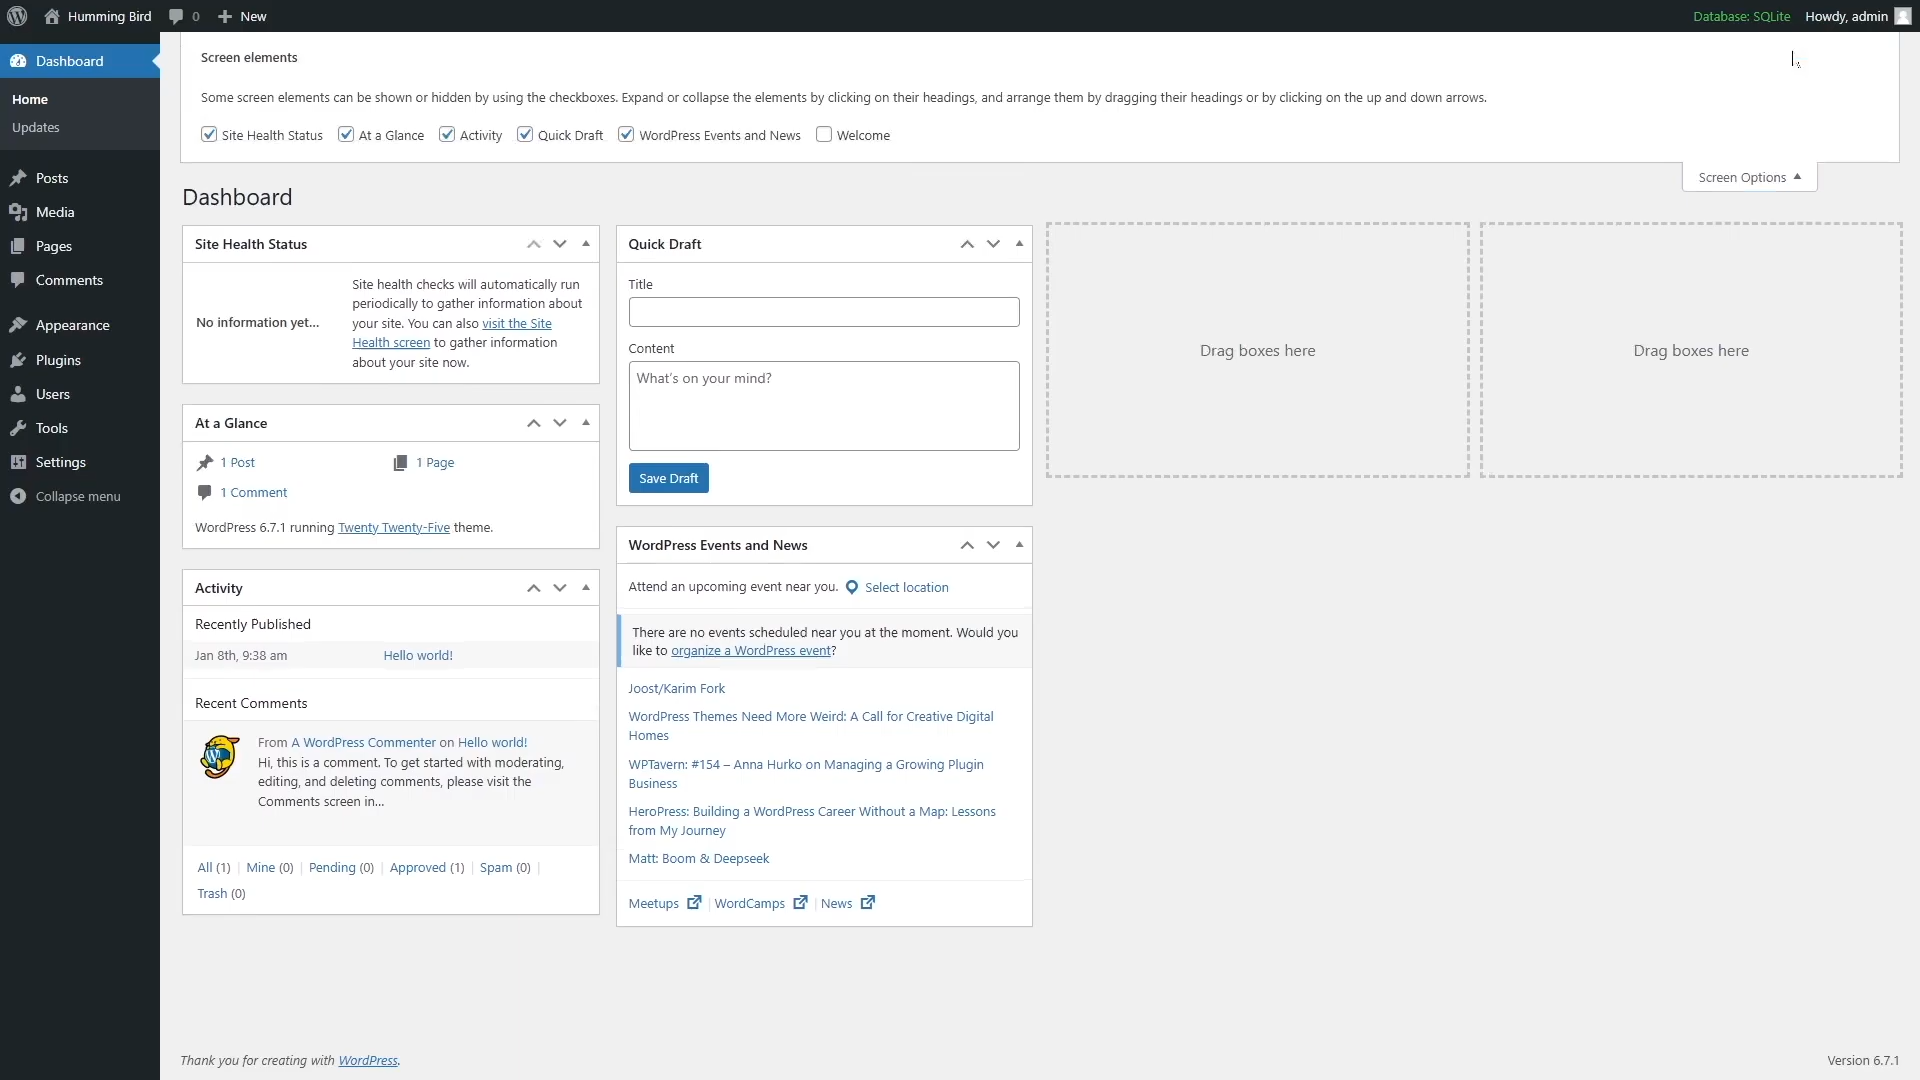 Humming Bird
0
New
Database: SQLite
Howdy, admin
Dashboard
Home
Updates
Posts
Media
Pages
Comments
Appearance
Plugins
Users
Tools
Settings
Collapse menu
Screen elements
Some screen elements can be shown or hidden by using the checkboxes. Expand or collapse the elements by clicking on their headings, and arrange them by dragging their headings or by clicking on the up and down arrows.
Site Health Status
At a Glance
Activity
Quick Draft
WordPress Events and News
Welcome
Screen Options
Dashboard
Site Health Status
No information yet...
Site health checks will automatically run
periodically to gather information about
your site. You can also visit the Site
Health screen to gather information
about your site now.
At a Glance
1 Post
1 Page
1 Comment
WordPress 6.7.1 running Twenty Twenty-Five theme.
Activity
Recently Published
Jan 8th, 9:38 am
Hello world!
Recent Comments
From A WordPress Commenter on Hello world!
Hi, this is a comment. To get started with moderating,
editing, and deleting comments, please visit the
Comments screen in...
All (1) | Mine (0) | Pending (0) | Approved (1) | Spam (0) |
Trash (0)
Quick Draft
Title
Content
What's on your mind?
Save Draft
WordPress Events and News
Attend an upcoming event near you.
Select location
There are no events scheduled near you at the moment. Would you
like to organize a WordPress event?
Joost/Karim Fork
WordPress Themes Need More Weird: A Call for Creative Digital
Homes
WPTavern: #154 – Anna Hurko on Managing a Growing Plugin
Business
HeroPress: Building a WordPress Career Without a Map: Lessons
from My Journey
Matt: Boom & Deepseek
Meetups | WordCamps | News
Drag boxes here
Drag boxes here
Thank you for creating with WordPress.
Version 6.7.1